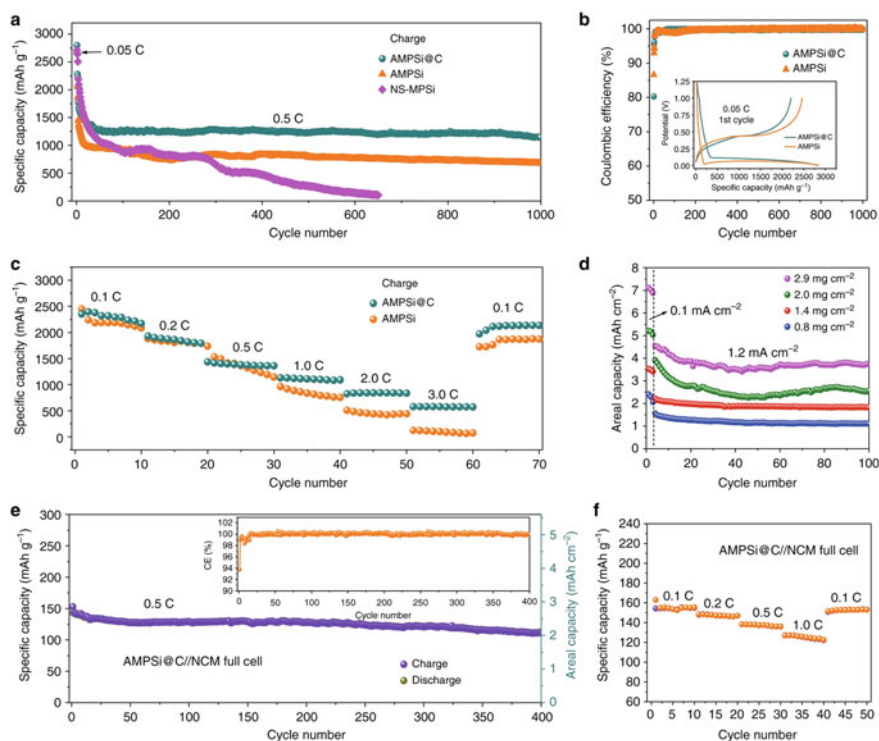 a
Specific capacity (mAh g⁻¹)
3000
2500
2000
1500
1000
500
0
0.05 C
Charge
AMPSi@C
AMPSi
NS-MPSi
0.5 C
0
200
400
600
800
1000
Cycle number
b
Coulombic efficiency (%)
100
90
80
70
60
50
AMPSi@C
AMPSi
Potential (V)
1.25
1.00
0.75
0.50
0.25
0.00
0.05 C
1st cycle
AMPSi@C
AMPSi
0 500 1000 1500 2000 2500 3000
Specific capacity (mAh g⁻¹)
0 200 400 600 800 1000
Cycle number
c
Specific capacity (mAh g⁻¹)
3000
2500
2000
1500
1000
500
0
Charge
AMPSi@C
AMPSi
0.1 C
0.2 C
0.5 C
1.0 C
2.0 C
3.0 C
0.1 C
0 10 20 30 40 50 60 70
Cycle number
d
Areal capacity (mAh cm⁻²)
8
7
6
5
4
3
2
1
0
2.9 mg cm⁻²
2.0 mg cm⁻²
1.4 mg cm⁻²
0.8 mg cm⁻²
0.1 mA cm⁻²
1.2 mA cm⁻²
0 20 40 60 80 100
Cycle number
e
Specific capacity (mAh g⁻¹)
300
250
200
150
100
50
0
CE (%)
102
100
98
96
94
92
90
0 50 100 150 200 250 300 350 400
Cycle number
0.5 C
AMPSi@C//NCM full cell
Charge
Discharge
5
4
3
2
1
0
Areal capacity (mAh cm⁻²)
0 50 100 150 200 250 300 350 400
Cycle number
f
Specific capacity (mAh g⁻¹)
240
220
200
180
160
140
120
100
80
60
AMPSi@C//NCM full cell
0.1 C
0.2 C
0.5 C
1.0 C
0.1 C
0 5 10 15 20 25 30 35 40 45 50
Cycle number